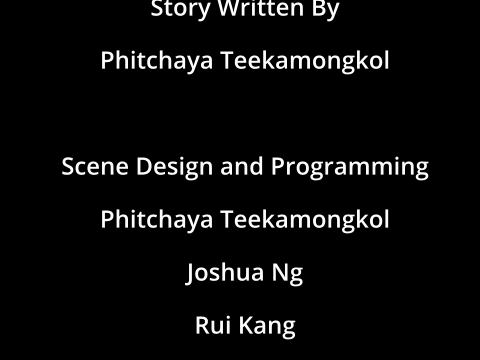 Story Written By
Phitchaya Teekamongkol
Scene Design and Programming
Phitchaya Teekamongkol
Joshua Ng
Rui Kang